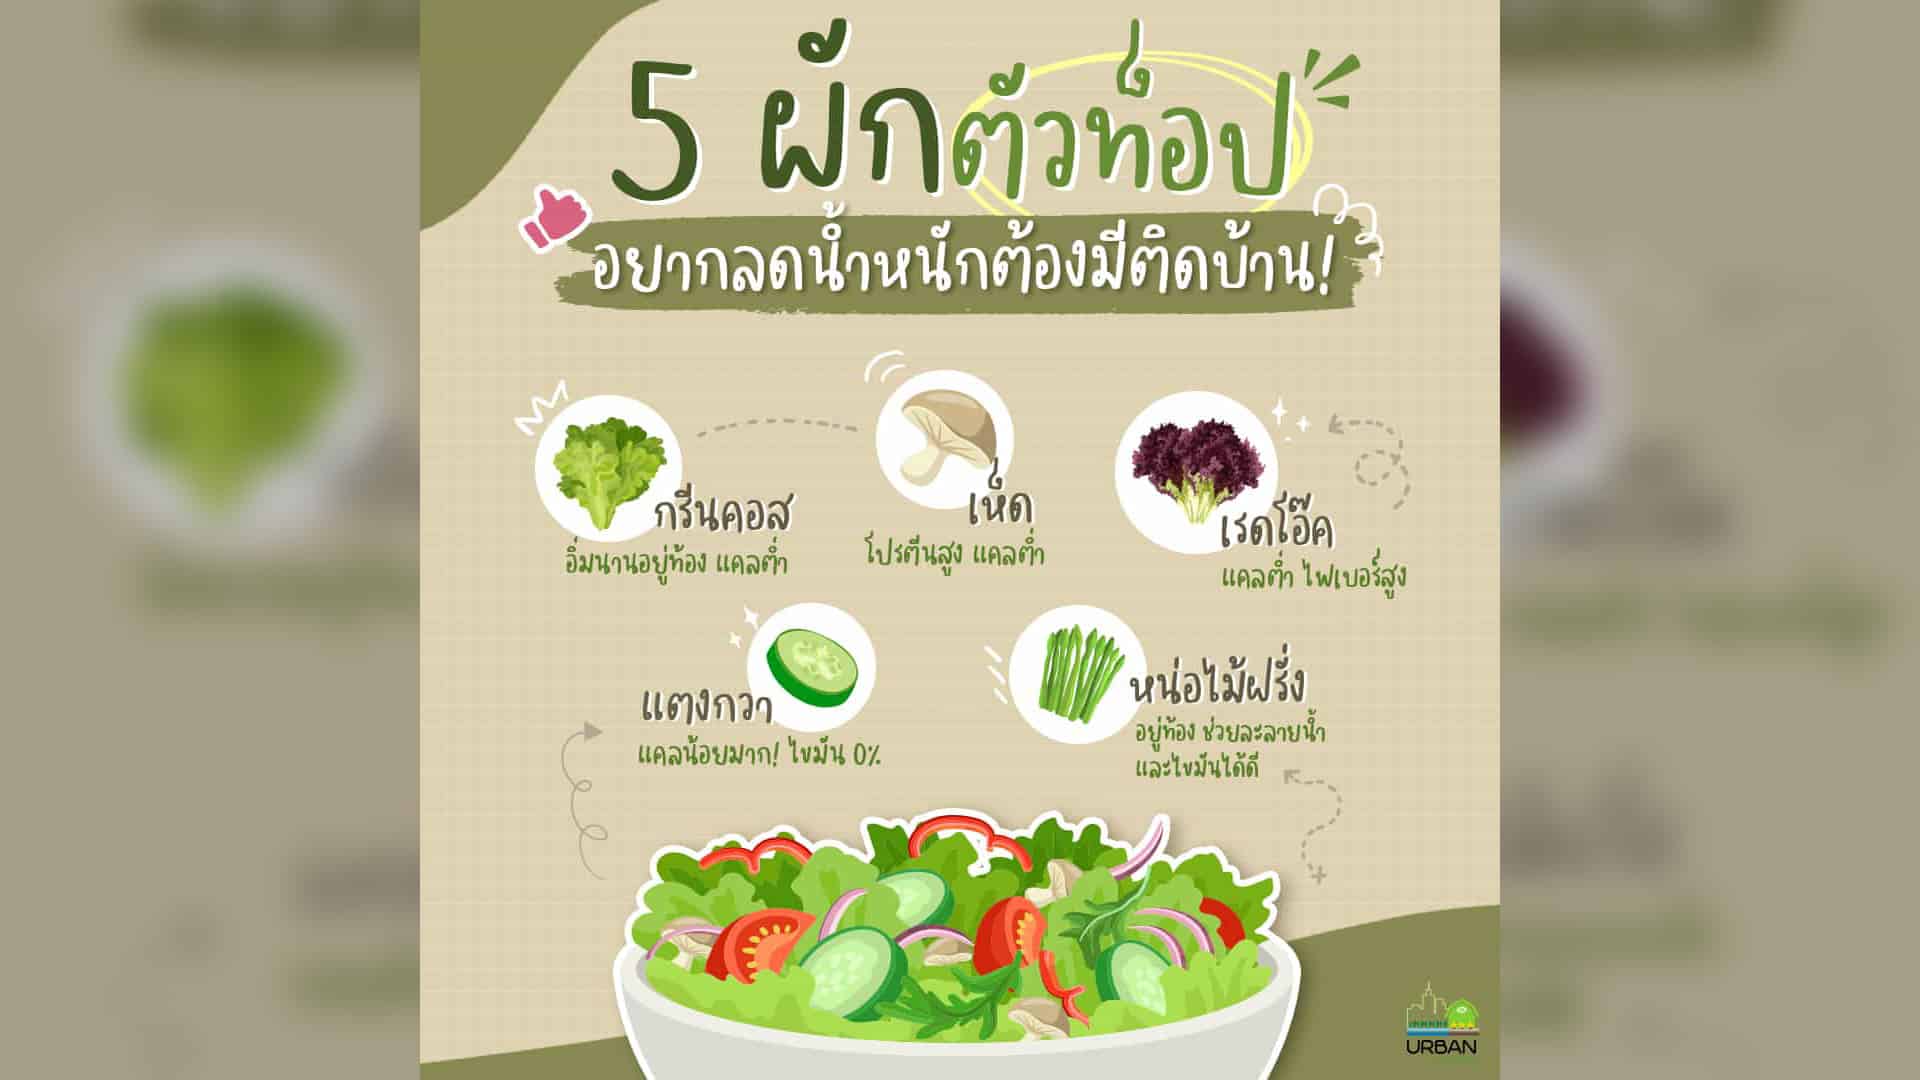 5 ผักตัวท็อป
อยากลดน้ำหนักต้องมีติดบ้าน!
กรีนคอส
อิ่มนานอยู่ท้อง แคลต่ำ
เห็ด
โปรตีนสูง แคลต่ำ
เรดโอ๊ค
แคลต่ำ ไฟเบอร์สูง
แตงกวา
แคลน้อยมาก! ไขมัน 0%
หน่อไม้ฝรั่ง
อยู่ท้อง ช่วยละลายน้ำ
และไขมันได้ดี
URBAN